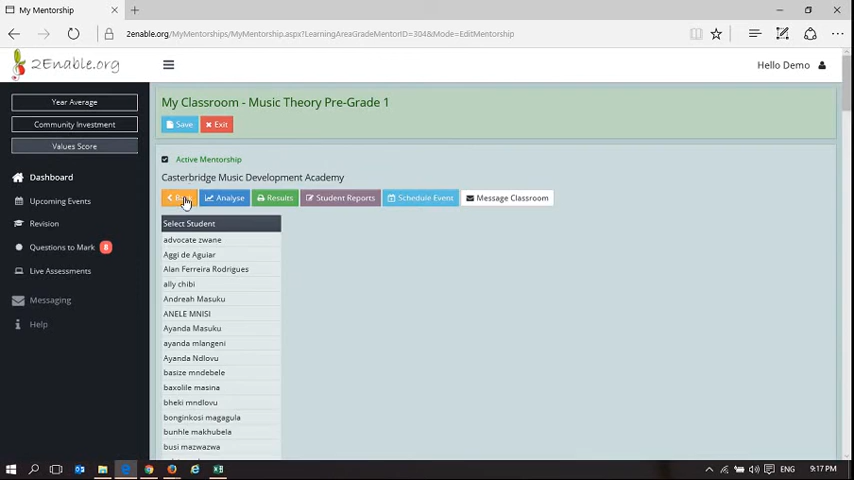 My Mentorship
2enable.org/MyMentorships/MyMentorship.aspx?LearningAreaGradeMentorID=304&Mode=EditMentorship
2Enable.org
Hello Demo
Year Average
Community Investment
Values Score
Dashboard
Upcoming Events
Revision
Questions to Mark 8
Live Assessments
Messaging
Help
My Classroom - Music Theory Pre-Grade 1
Save Exit
Active Mentorship
Casterbridge Music Development Academy
Analyse Results Student Reports Schedule Event Message Classroom
Select Student
advocate zwane
Aggi de Aguiar
Alan Ferreira Rodrigues
ally chibi
Andreah Masuku
ANELE MNISI
Ayanda Masuku
ayanda mlangeni
Ayanda Ndlovu
basize mndebele
baxolile masina
bheki mndlovu
bonginkosi magagula
bunhle makhubela
busi mazwazwa
ENG 9:17 PM